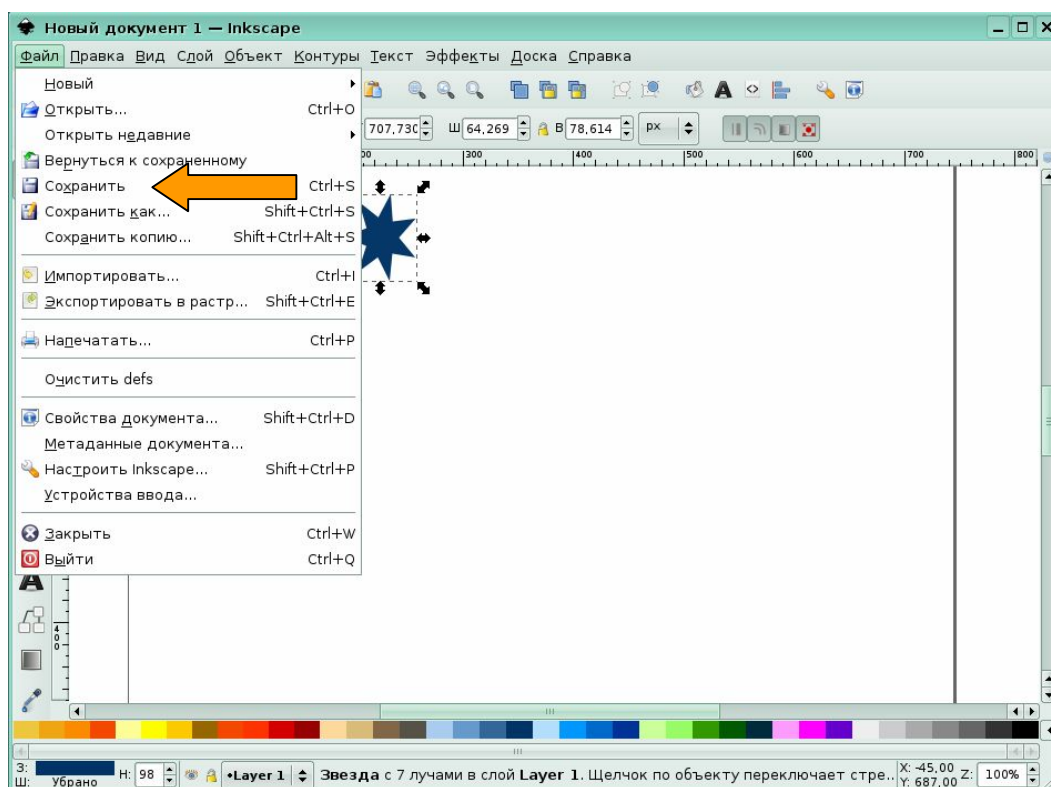 Новый документ 1 — Inkscape
Файл Правка Вид Слой Объект Контуры Текст Эффекты Доска Справка
Новый
Открыть... Ctrl+O
Открыть недавние
Вернуться к сохраненному
Сохранить Ctrl+S
Сохранить как... Shift+Ctrl+S
Сохранить копию... Shift+Ctrl+Alt+S
Импортировать... Ctrl+I
Экспортировать в растр... Shift+Ctrl+E
Напечатать... Ctrl+P
Очистить defs
Свойства документа... Shift+Ctrl+D
Метаданные документа...
Настроить Inkscape... Shift+Ctrl+P
Устройства ввода...
Закрыть Ctrl+W
Выйти Ctrl+Q
707,730 Ш 64,269 В 78,614 px
300 400 500 600 700 800
400
З:
Ш: Убрано
Н: 98 •Layer 1 Звезда с 7 лучами в слой Layer 1. Щелчок по объекту переключает стре..
X: -45,00
Y: 687,00
Z: 100%